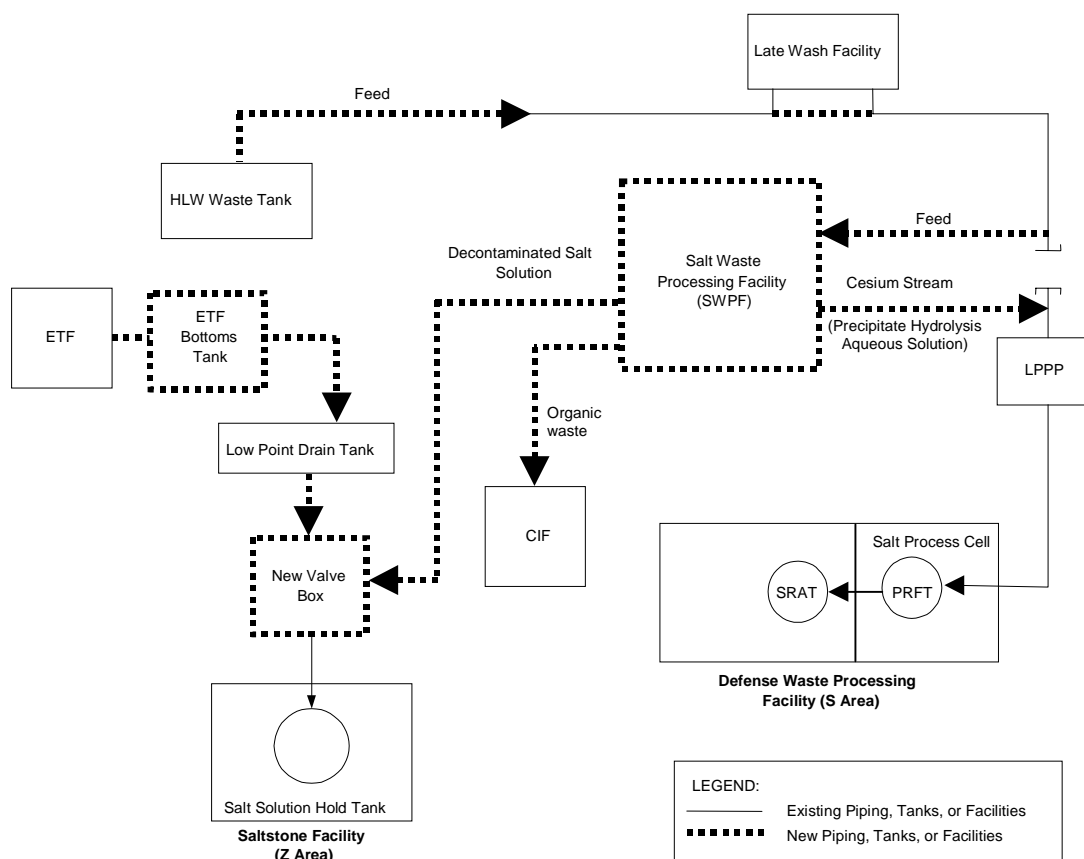 Late Wash Facility
Feed
HLW Waste Tank
Feed
Decontaminated Salt
Solution
Salt Waste
Processing Facility
(SWPF)
Cesium Stream
(Precipitate Hydrolysis
Aqueous Solution)
ETF
ETF
Bottoms
Tank
LPPP
Organic
waste
Low Point Drain Tank
CIF
Salt Process Cell
New Valve
Box
SRAT
PRFT
Defense Waste Processing
Facility (S Area)
Salt Solution Hold Tank
Saltstone Facility
(Z Area)
LEGEND:
Existing Piping, Tanks, or Facilities
New Piping, Tanks, or Facilities